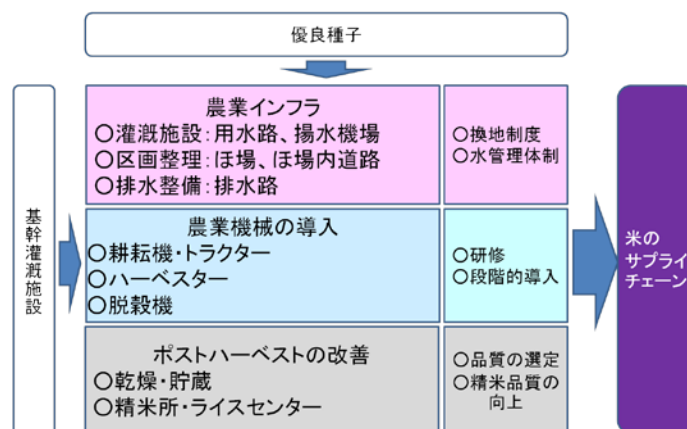 優良種子
基幹灌漑施設
農業インフラ
○灌漑施設：用水路、揚水機場
○区画整理：ほ場、ほ場内道路
○排水整備：排水路
○換地制度
○水管理体制
農業機械の導入
○耕耘機・トラクター
○ハーベスター
○脱穀機
○研修
○段階的導入
ポストハーベストの改善
○乾燥・貯蔵
○精米所・ライスセンター
○品質の選定
○精米品質の
向上
米の
サプライ
チェーン